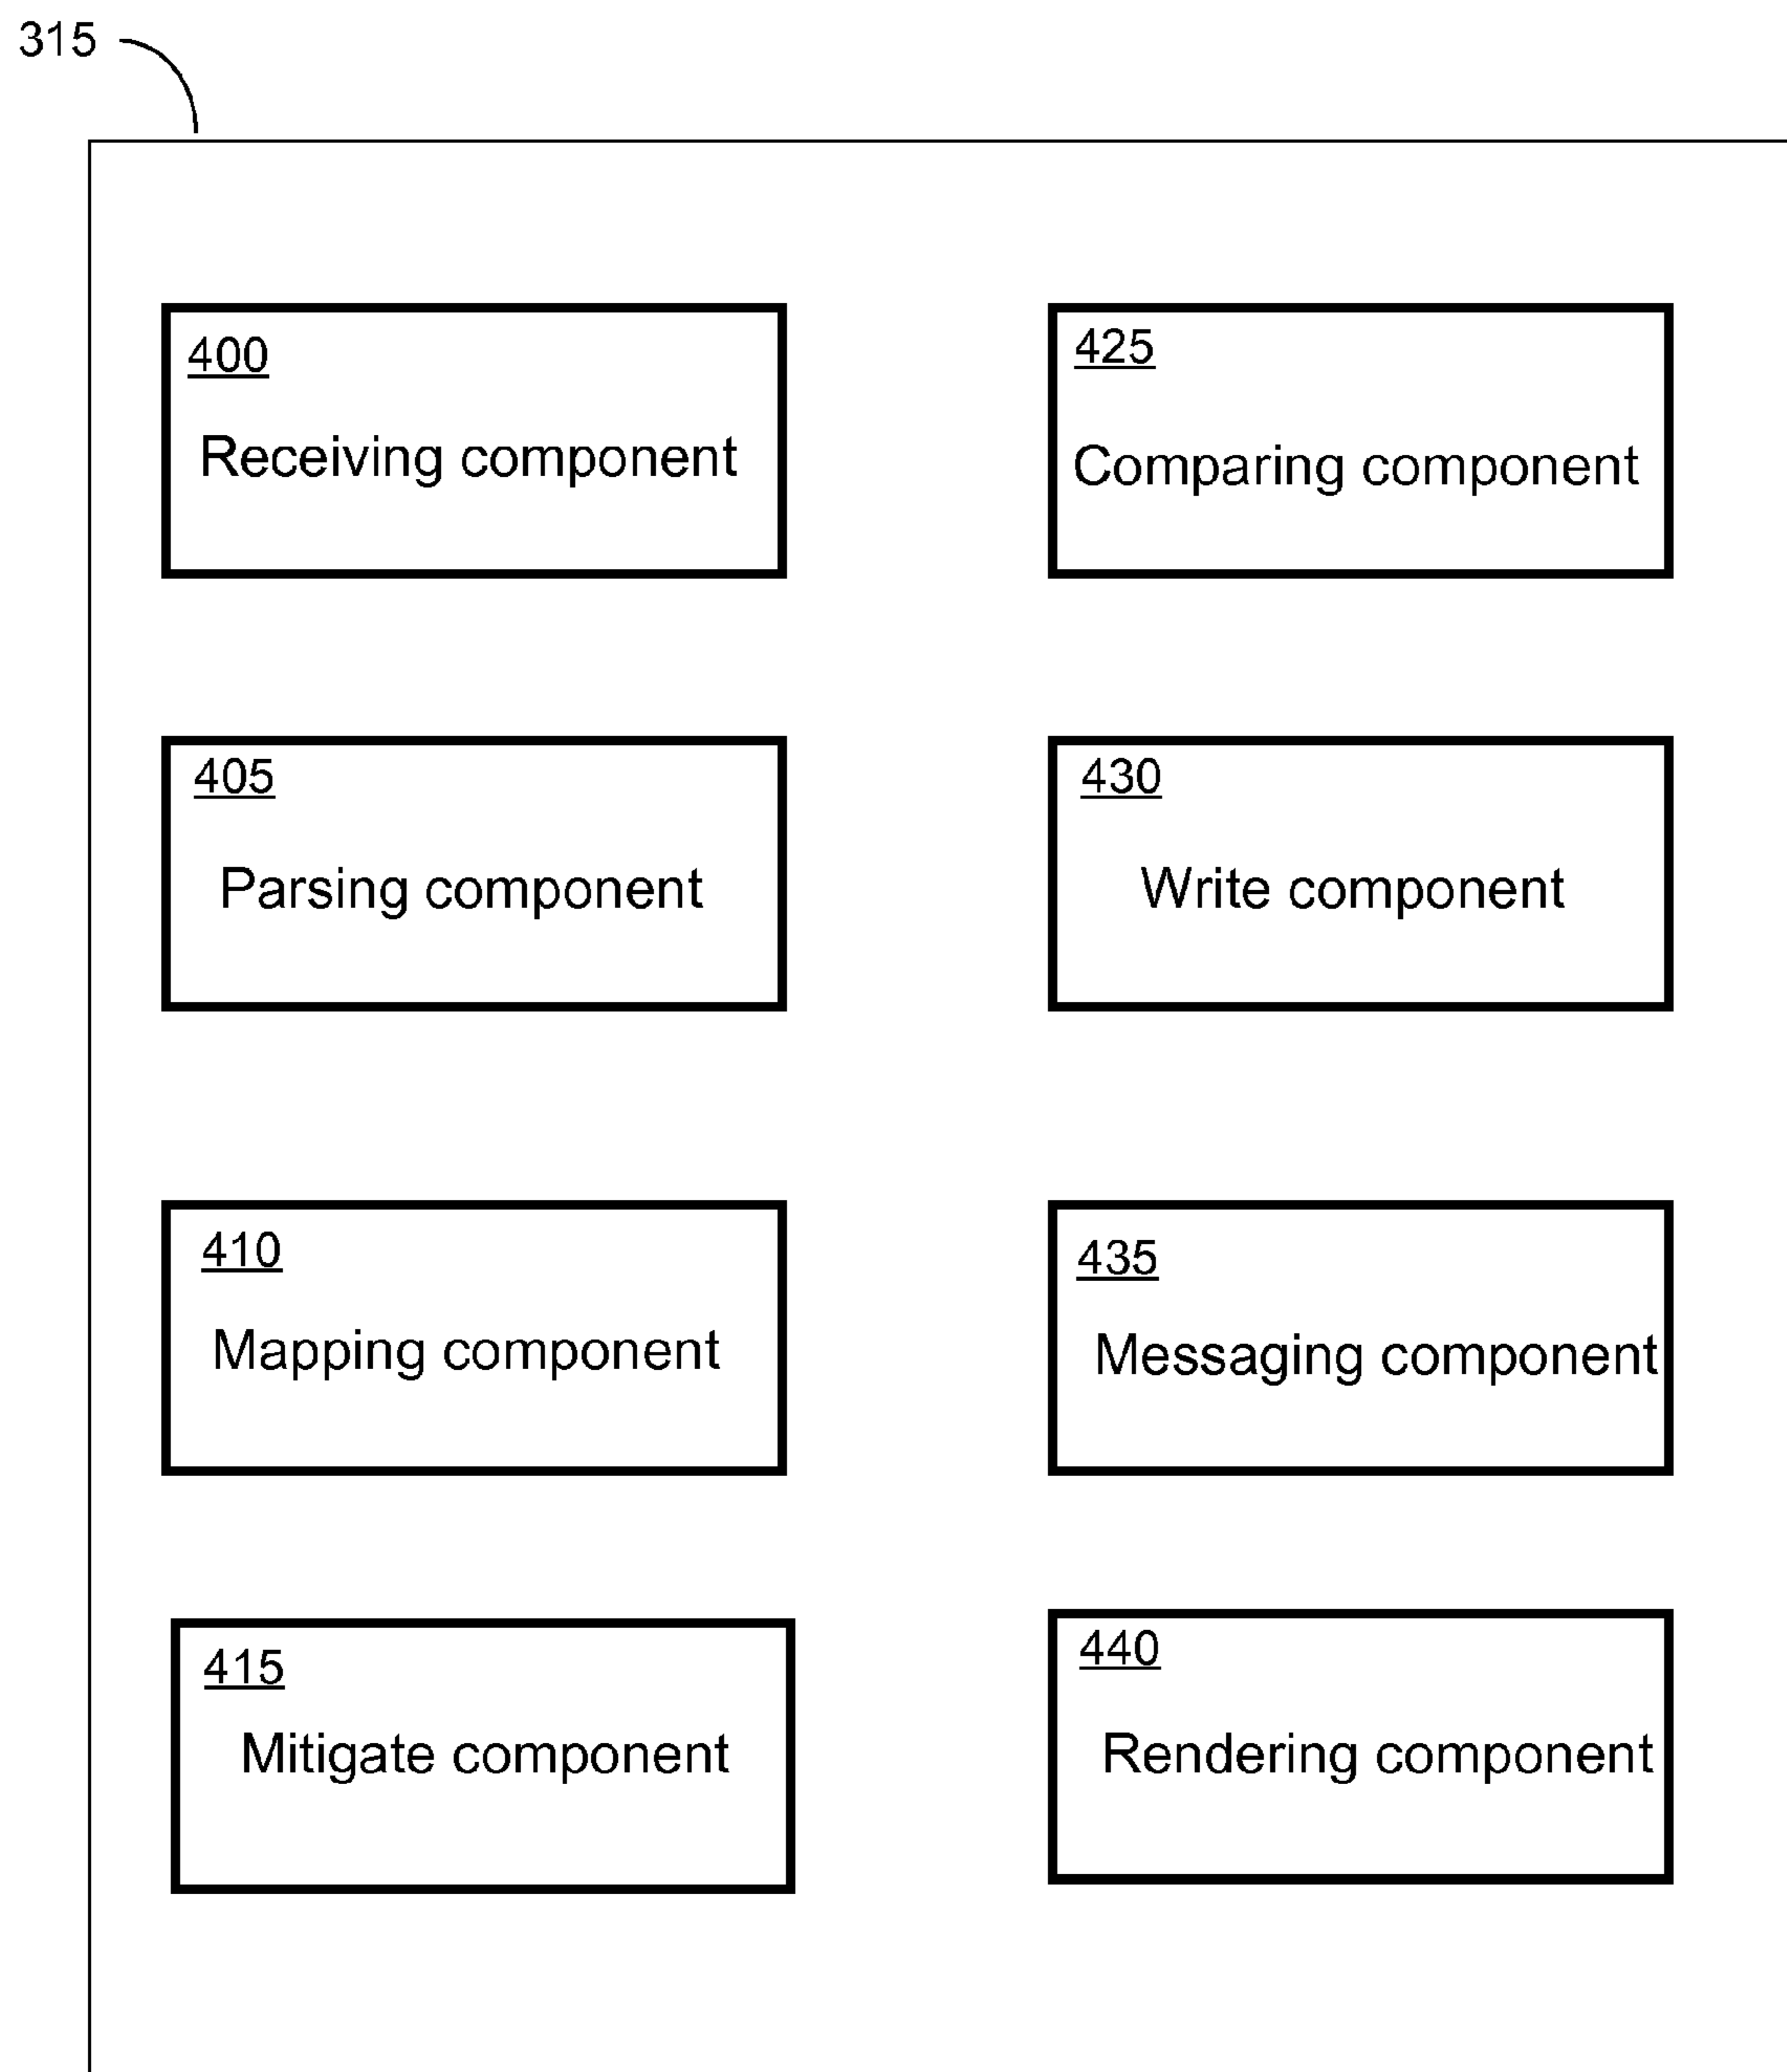 315
400
Receiving component
425
Comparing component
405
Parsing component
430
Write component
410
Mapping component
435
Messaging component
415
Mitigate component
440
Rendering component